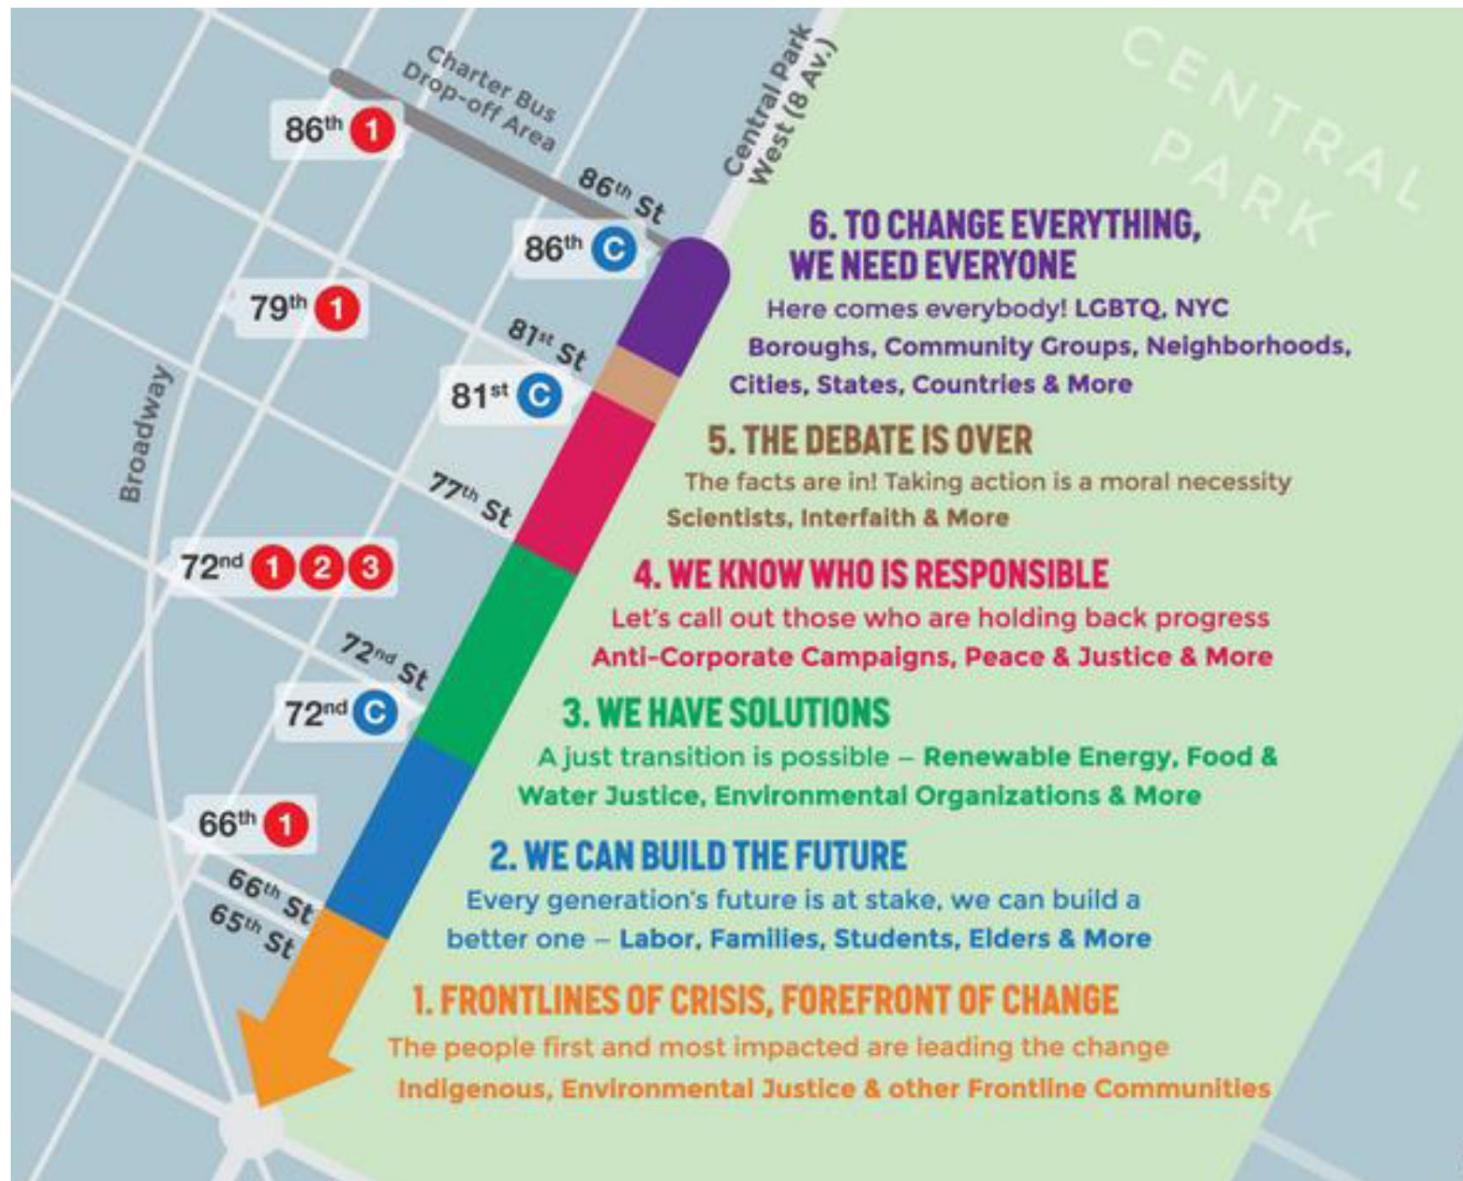 CENTRAL
PARK
Central Park
West (8 Av.)
Charter Bus
Drop-off Area
86th 1
86th St
86th C
79th 1
81st St
81st C
Broadway
77th St
72nd 1 2 3
72nd St
72nd C
66th 1
66th St
65th St
6. TO CHANGE EVERYTHING,
WE NEED EVERYONE
Here comes everybody! LGBTQ, NYC
Boroughs, Community Groups, Neighborhoods,
Cities, States, Countries & More
5. THE DEBATE IS OVER
The facts are in! Taking action is a moral necessity
Scientists, Interfaith & More
4. WE KNOW WHO IS RESPONSIBLE
Let's call out those who are holding back progress
Anti-Corporate Campaigns, Peace & Justice & More
3. WE HAVE SOLUTIONS
A just transition is possible – Renewable Energy, Food &
Water Justice, Environmental Organizations & More
2. WE CAN BUILD THE FUTURE
Every generation's future is at stake, we can build a
better one – Labor, Families, Students, Elders & More
1. FRONTLINES OF CRISIS, FOREFRONT OF CHANGE
The people first and most impacted are leading the change
Indigenous, Environmental Justice & other Frontline Communities